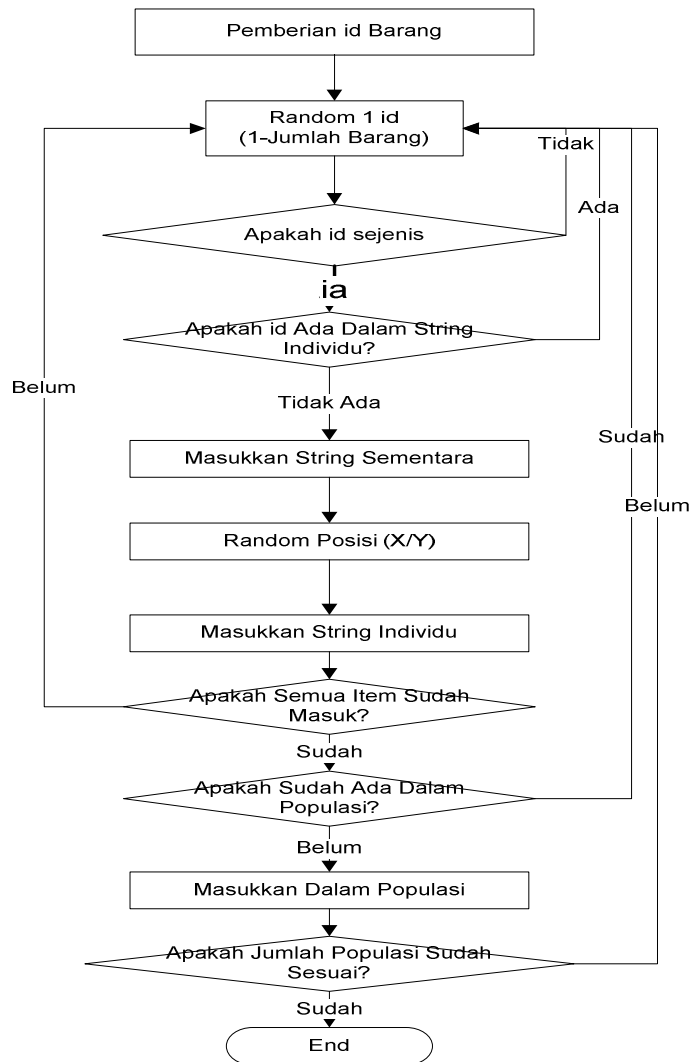 Pemberian id Barang
Random 1 id
(1-Jumlah Barang)
Tidak
Ada
Apakah id sejenis
ia
Apakah id Ada Dalam String
Individu?
Belum
Tidak Ada
Sudah
Masukkan String Sementara
Belum
Random Posisi (X/Y)
Masukkan String Individu
Apakah Semua Item Sudah
Masuk?
Sudah
Apakah Sudah Ada Dalam
Populasi?
Belum
Masukkan Dalam Populasi
Apakah Jumlah Populasi Sudah
Sesuai?
Sudah
End